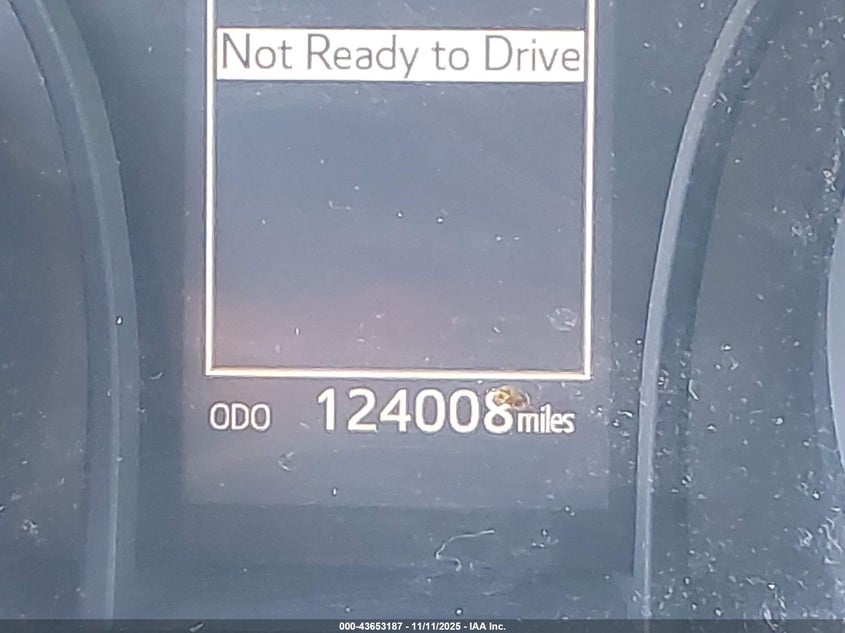 Not Ready to Drive
ODO 124008 miles
000-43653187 - 11/11/2025 - IAA Inc.